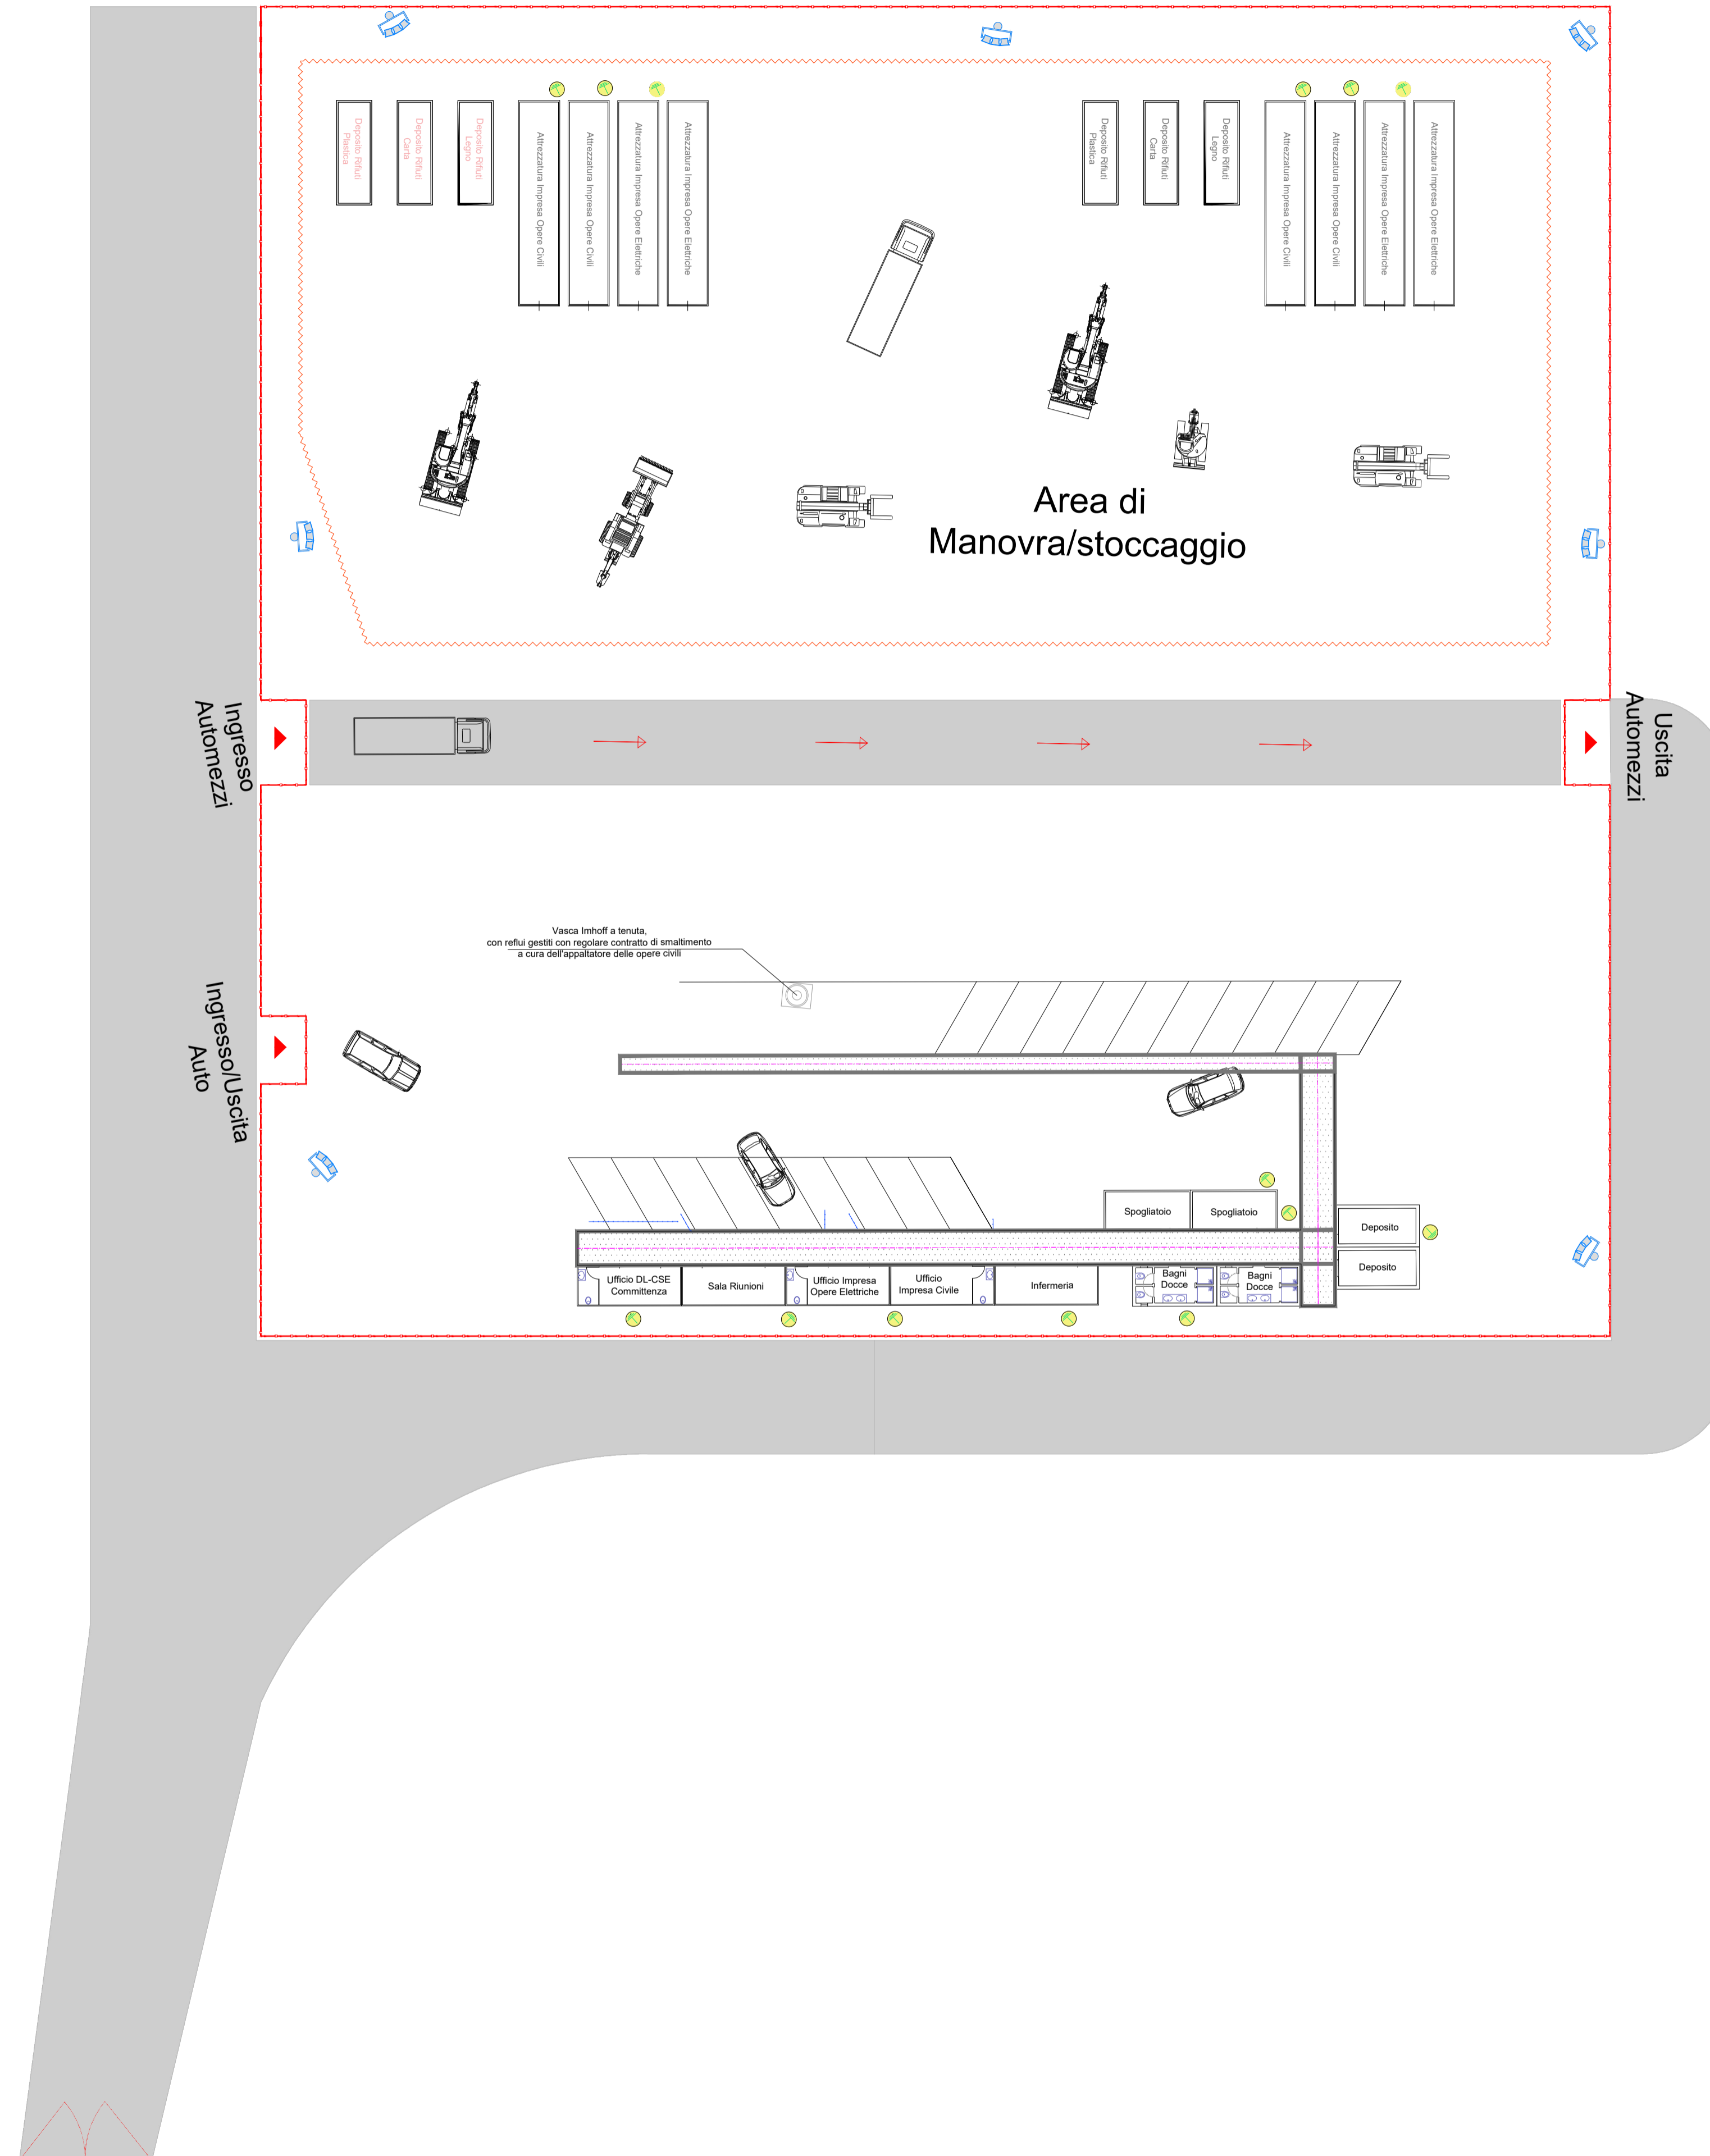 Deposito Rifiuti
Plastica
Deposito Rifiuti
Carta
Deposito Rifiuti
Legno
Attrezzatura Impresa Opere Civili
Attrezzatura Impresa Opere Civili
Attrezzatura Impresa Opere Elettriche
Attrezzatura Impresa Opere Elettriche
Deposito Rifiuti
Plastica
Deposito Rifiuti
Carta
Deposito Rifiuti
Legno
Attrezzatura Impresa Opere Civili
Attrezzatura Impresa Opere Civili
Attrezzatura Impresa Opere Elettriche
Attrezzatura Impresa Opere Elettriche
Area di
Manovra/stoccaggio
Ingresso
Automezzi
Uscita
Automezzi
Vasca Imhoff a tenuta,
con reflui gestiti con regolare contratto di smaltimento
a cura dell'appaltatore delle opere civili
Ingresso/Uscita
Auto
Spogliatoio
Spogliatoio
Deposito
Deposito
Ufficio DL-CSE
Committenza
Sala Riunioni
Ufficio Impresa
Opere Elettriche
Ufficio
Impresa Civile
Infermeria
Bagni
Docce
Bagni
Docce